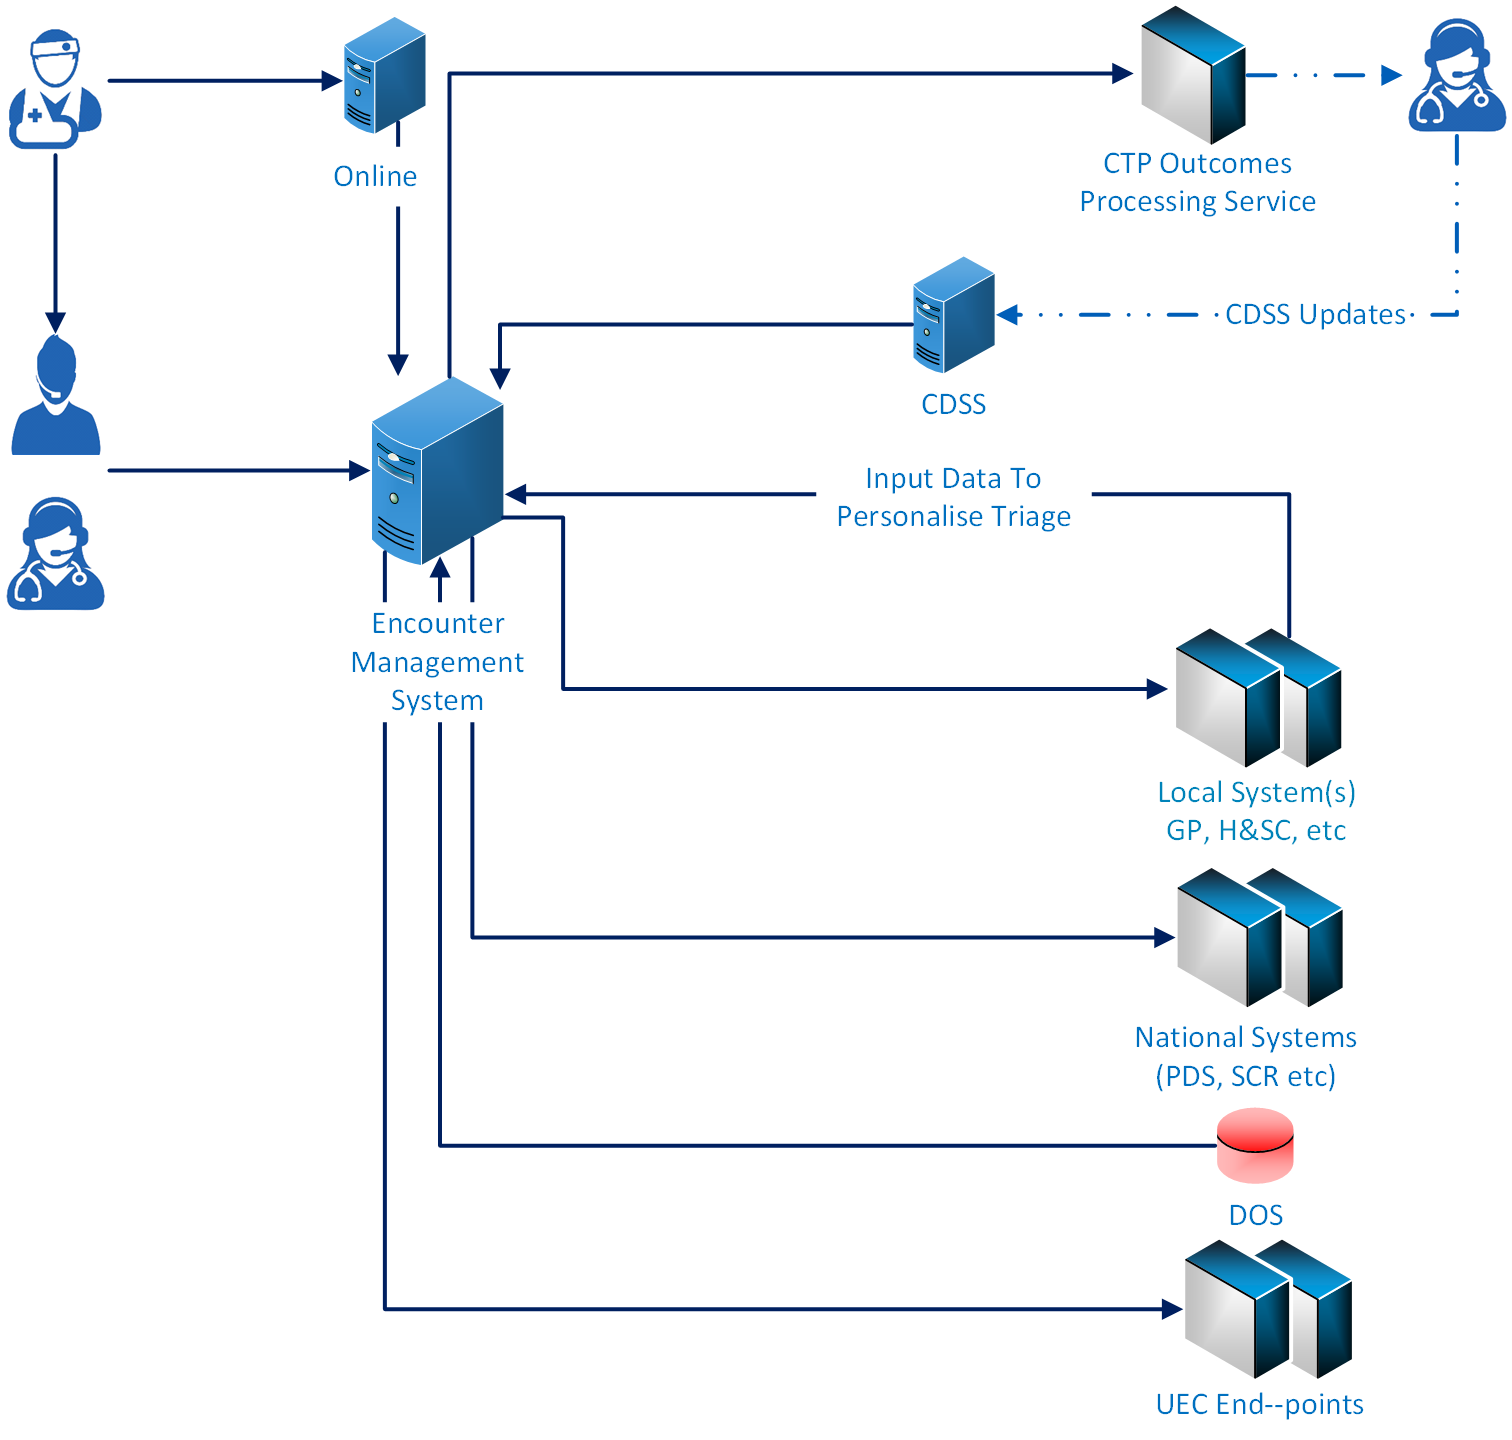 Online
CTP Outcomes
Processing Service
CDSS Updates
CDSS
Input Data To
Personalise Triage
Encounter
Management
System
Local System(s)
GP, H&SC, etc
National Systems
(PDS, SCR etc)
DOS
UEC End--points